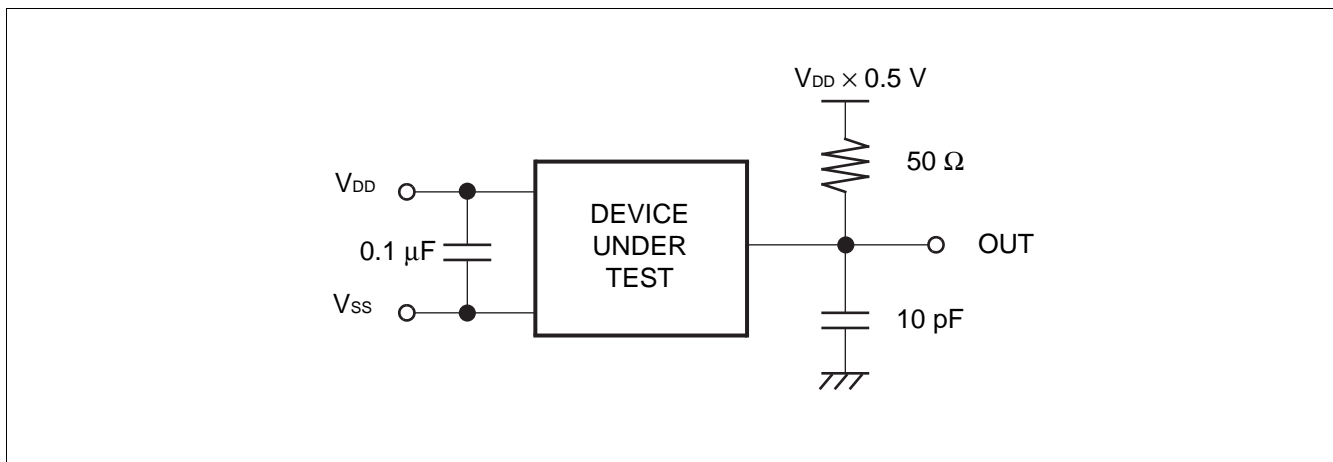 VDD × 0.5 V
50 Ω
VDD
DEVICE
UNDER
TEST
0.1 µF
OUT
VSS
10 pF